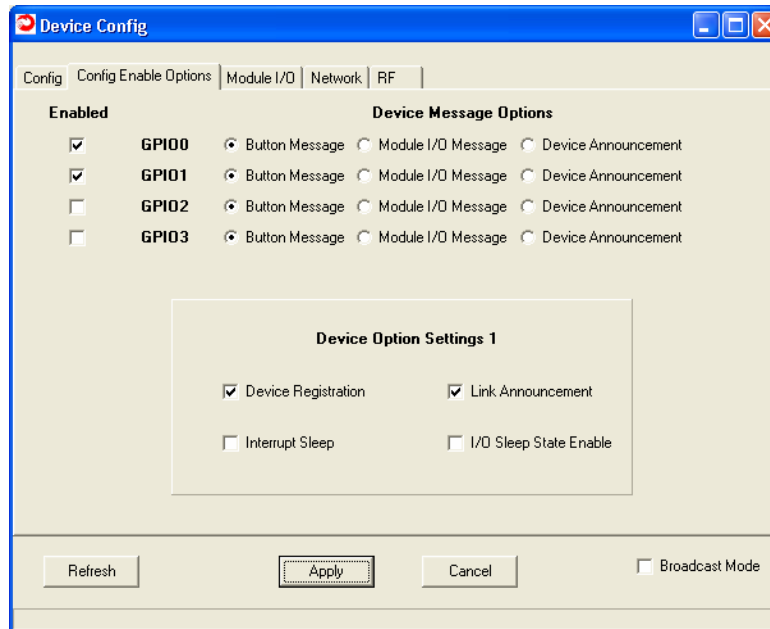 Device Config
Config Config Enable Options Module I/O Network RF
Enabled Device Message Options
GPIO0 Button Message Module I/O Message Device Announcement
GPIO1 Button Message Module I/O Message Device Announcement
GPIO2 Button Message Module I/O Message Device Announcement
GPIO3 Button Message Module I/O Message Device Announcement
Device Option Settings 1
Device Registration Link Announcement
Interrupt Sleep I/O Sleep State Enable
Refresh Apply Cancel Broadcast Mode